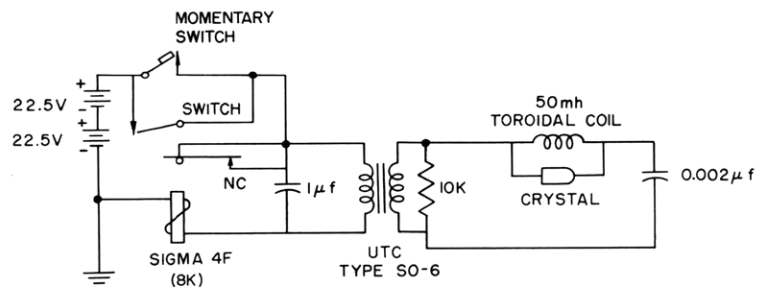 MOMENTARY
SWITCH
+
22.5V
-
+
22.5V
-
SWITCH
NC
1μf
SIGMA 4F
(8K)
UTC
TYPE SO-6
10K
50mh
TOROIDAL COIL
CRYSTAL
0.002μf